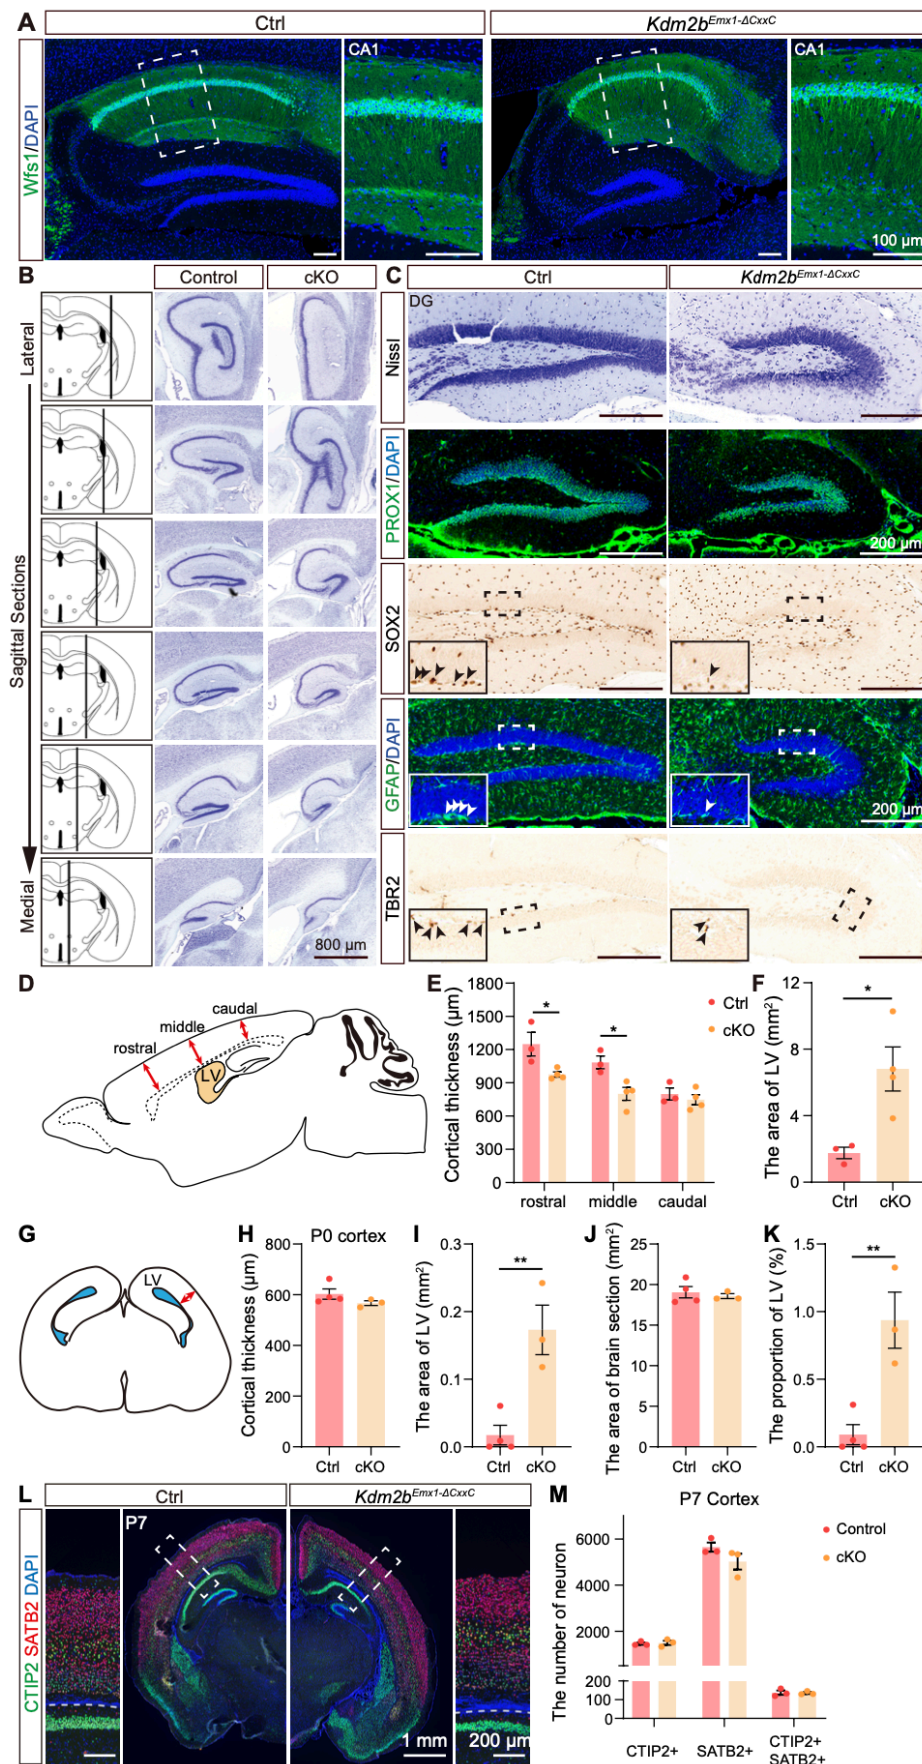 A
Ctrl
Kdm2bEmx1-ΔCxxC
Wfs1/DAPI
CA1
CA1
100 µm
B
Control
cKO
Lateral
Sagittal Sections
Medial
800 µm
C
Ctrl
Kdm2bEmx1-ΔCxxC
DG
Nissl
PROX1/DAPI
200 µm
SOX2
GFAP/DAPI
200 µm
TBR2
D
rostral
middle
caudal
LV
E
Cortical thickness (µm)
1800
1500
1200
900
600
300
0
*
*
Ctrl
cKO
rostral
middle
caudal
F
The area of LV (mm²)
12
8
4
0
*
Ctrl
cKO
G
LV
H
P0 cortex
Cortical thickness (µm)
800
600
400
200
0
Ctrl
cKO
I
The area of LV (mm²)
0.3
0.2
0.1
0.0
**
Ctrl
cKO
J
The area of brain section (mm²)
25
20
15
10
5
0
Ctrl
cKO
K
The proportion of LV (%)
1.5
1.0
0.5
0.0
**
Ctrl
cKO
L
Ctrl
Kdm2bEmx1-ΔCxxC
CTIP2 SATB2 DAPI
P7
1 mm
200 µm
M
P7 Cortex
The number of neuron
6000
4000
2000
200
100
0
Control
cKO
CTIP2+
SATB2+
CTIP2+
SATB2+